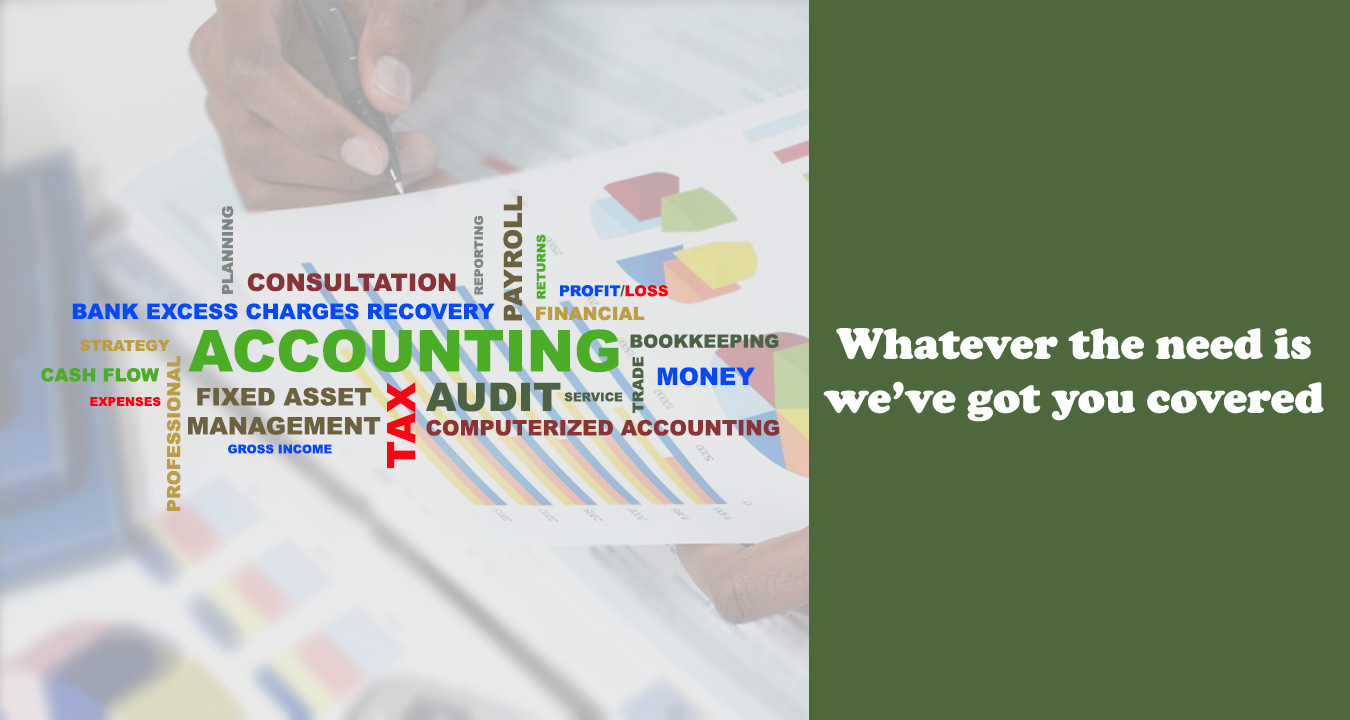 PLANNING
REPORTING
PAYROLL
RETURNS
CONSULTATION
PROFIT/LOSS
BANK EXCESS CHARGES RECOVERY
FINANCIAL
STRATEGY
ACCOUNTING
BOOKKEEPING
CASH FLOW
PROFESSIONAL
FIXED ASSET
MANAGEMENT
TAX
AUDIT
SERVICE
TRADE
MONEY
EXPENSES
COMPUTERIZED ACCOUNTING
GROSS INCOME
Whatever the need is
we’ve got you covered